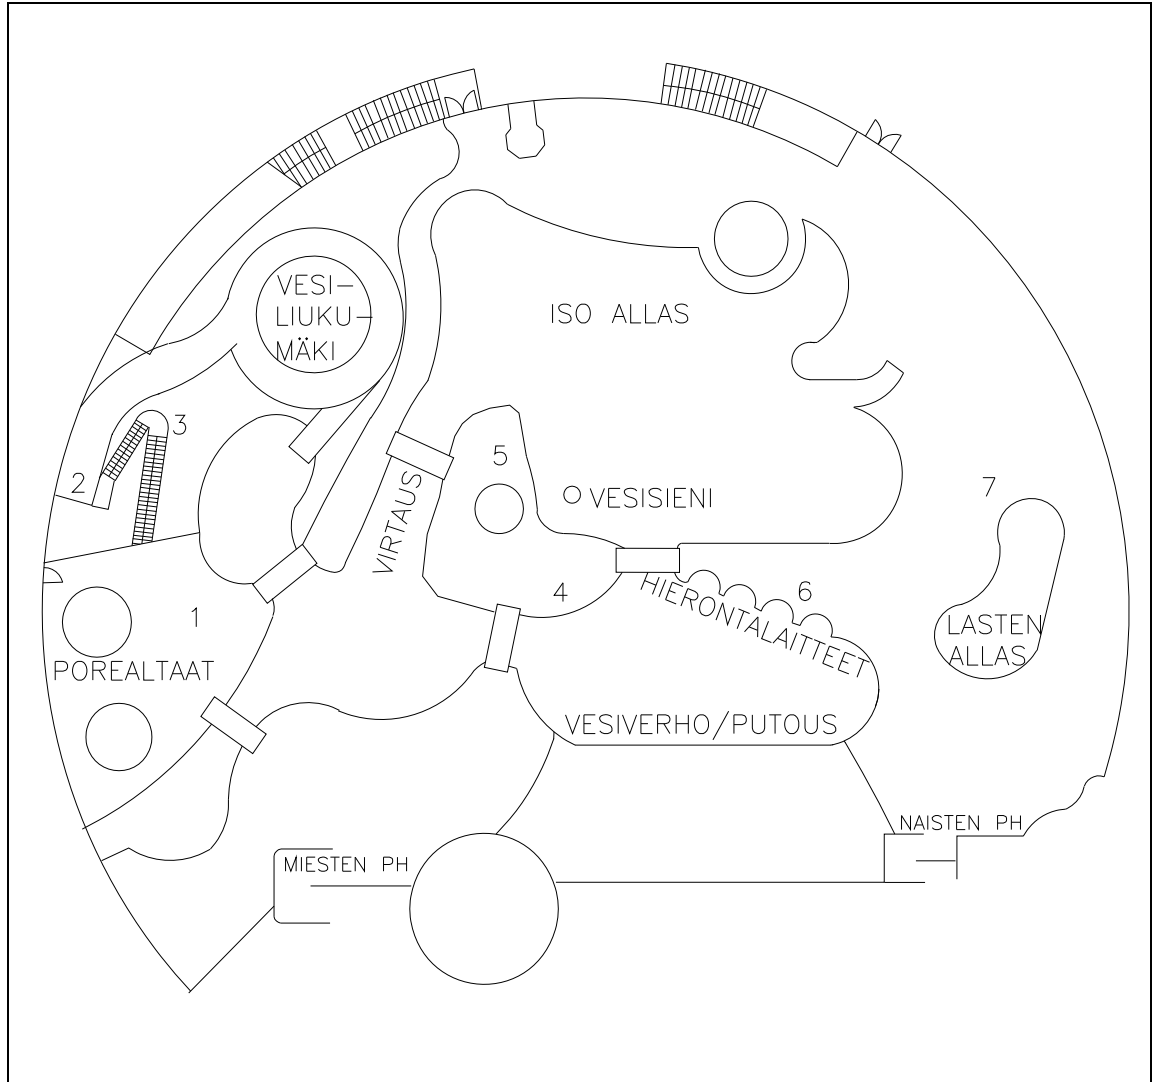 VESI-
LIUKU-
MÄKI
ISO ALLAS
3
5
2
VIRTAUS
VESISIENI
7
1
4
HIERONTALAITTEET
6
LASTEN
ALLAS
POREALTAAT
VESIVERHO/PUTOUS
NAISTEN PH
MIESTEN PH